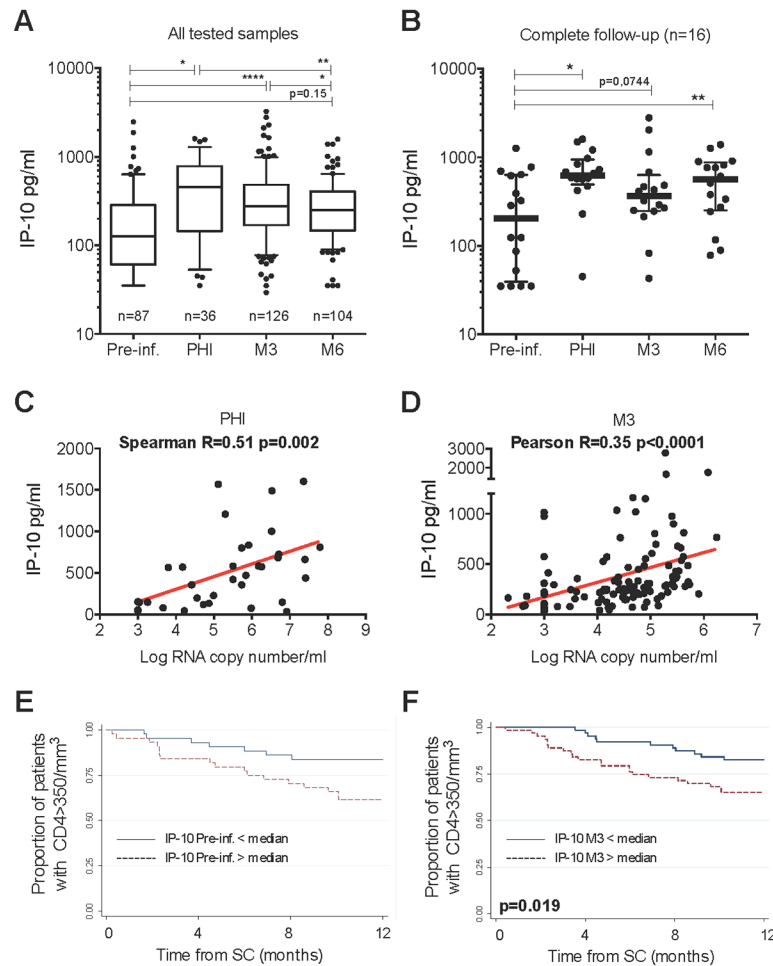 A
All tested samples
* **
**** *
p=0.15
IP-10 pg/ml
10000
1000
100
10
n=87 n=36 n=126 n=104
Pre-inf. PHI M3 M6
B
Complete follow-up (n=16)
*
p=0,0744
**
IP-10 pg/ml
10000
1000
100
10
Pre-inf. PHI M3 M6
C
PHI
Spearman R=0.51 p=0.002
IP-10 pg/ml
2000
1500
1000
500
0
2 3 4 5 6 7 8 9
Log RNA copy number/ml
D
M3
Pearson R=0.35 p<0.0001
IP-10 pg/ml
3000
2000
1000
500
0
2 3 4 5 6 7
Log RNA copy number/ml
E
Proportion of patients
with CD4>350/mm3
1.00
0.75
0.50
0.25
0.00
IP-10 Pre-inf. < median
IP-10 Pre-inf. > median
0 4 8 12
Time from SC (months)
F
Proportion of patients
with CD4>350/mm3
1.00
0.75
0.50
0.25
0.00
IP-10 M3 < median
IP-10 M3 > median
p=0.019
0 4 8 12
Time from SC (months)